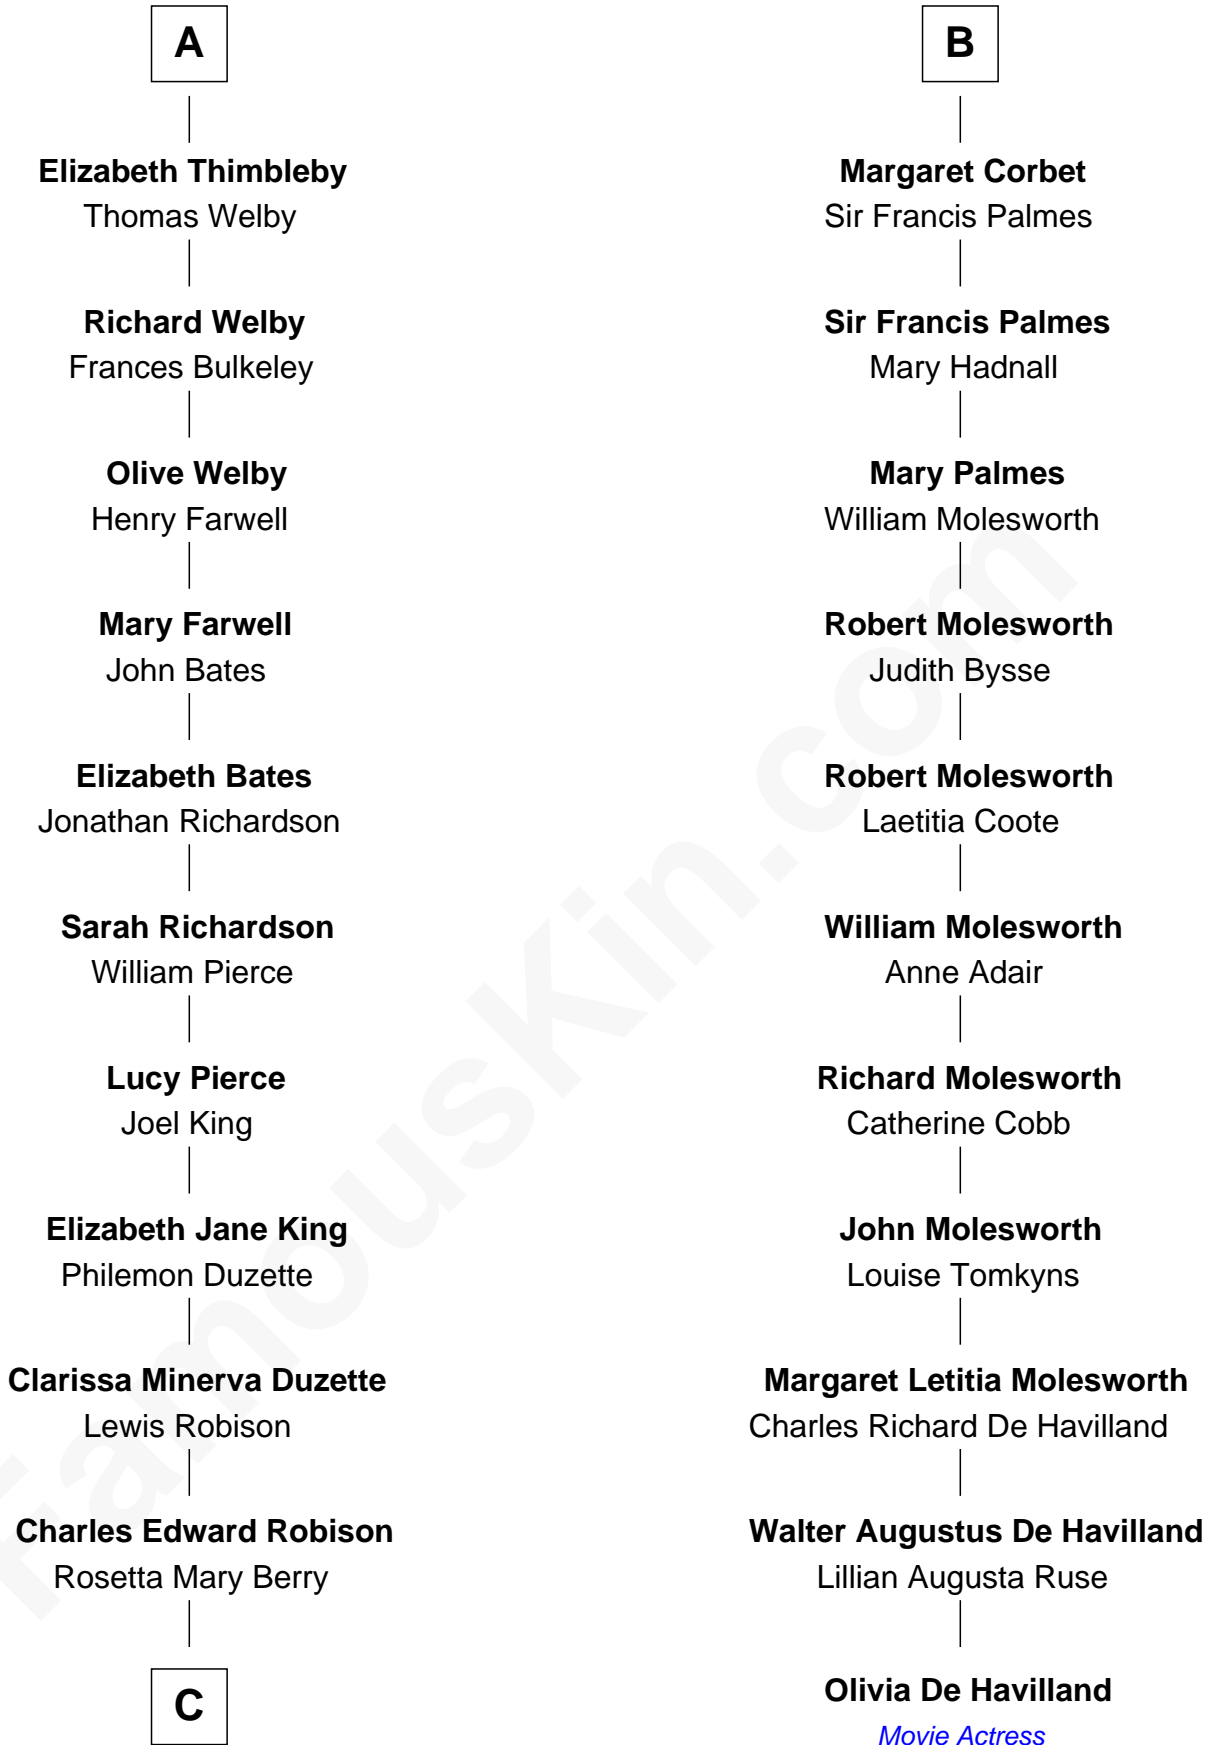 A
Elizabeth Thimbleby
Thomas Welby
Richard Welby
Frances Bulkeley
Olive Welby
Henry Farwell
Mary Farwell
John Bates
Elizabeth Bates
Jonathan Richardson
Sarah Richardson
William Pierce
Lucy Pierce
Joel King
Elizabeth Jane King
Philemon Duzette
Clarissa Minerva Duzette
Lewis Robison
Charles Edward Robison
Rosetta Mary Berry
C
B
Margaret Corbet
Sir Francis Palmes
Sir Francis Palmes
Mary Hadnall
Mary Palmes
William Molesworth
Robert Molesworth
Judith Bysse
Robert Molesworth
Laetitia Coote
William Molesworth
Anne Adair
Richard Molesworth
Catherine Cobb
John Molesworth
Louise Tomkyns
Margaret Letitia Molesworth
Charles Richard De Havilland
Walter Augustus De Havilland
Lillian Augusta Ruse
Olivia De Havilland
Movie Actress
FamousKin.com